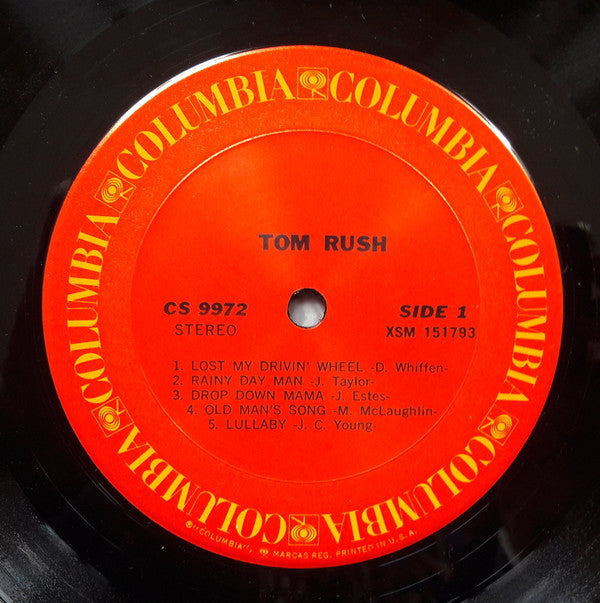 COLUMBIA COLUMBIA COLUMBIA COLUMBIA COLUMBIA COLUMBIA
TOM RUSH
CS 9972 SIDE 1
STEREO XSM 151793
1. LOST MY DRIVIN' WHEEL -D. Whiffen-
2. RAINY DAY MAN -J. Taylor-
3. DROP DOWN MAMA -J. Estes-
4. OLD MAN'S SONG -M. McLaughlin-
5. LULLABY -J. C. Young-
®"COLUMBIA", MARCAS REG. PRINTED IN U.S.A.